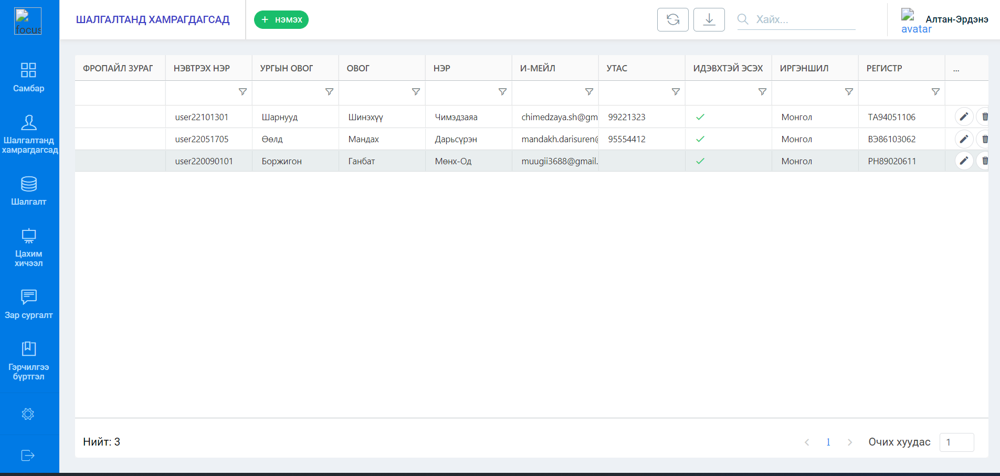 focus
ШАЛГАЛТАНД ХАМРАГДАГСАД
+ НЭМЭХ
Хайх...
avatar
Алтан-Эрдэнэ
Самбар
Шалгалтанд
хамрагдагсад
Шалгалт
Цахим
хичээл
Зар сургалт
Гэрчилгээ
бүртгэл
ФРОПАЙЛ ЗУРАГ НЭВТРЭХ НЭР УРГЫН ОВОГ ОВОГ НЭР И-МЕЙЛ УТАС ИДЭВХТЭЙ ЭСЭХ ИРГЭНШИЛ РЕГИСТР ...
user22101301 Шарнууд Шинэхүү Чимэдзаяа chimedzaya.sh@gm 99221323 Монгол ТА94051106
user22051705 Өөлд Мандах Дарьсүрэн mandakh.darisuren@ 95554412 Монгол ВЭ86103062
user220090101 Боржигон Ганбат Мөнх-Од muugii3688@gmail. Монгол РН89020611
Нийт: 3
1
Очих хуудас 1